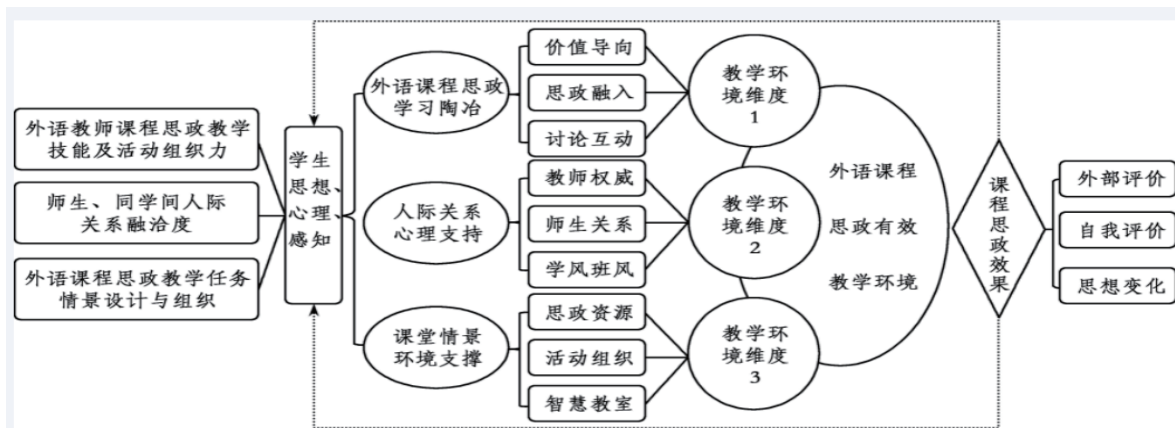 外语教师课程思政教学
技能及活动组织力
师生、同学间人际
关系融洽度
外语课程思政教学任务
情景设计与组织
学生
思想、
心理、
感知
外语课程思政
学习陶冶
人际关系
心理支持
课堂情景
环境支撑
价值导向
思政融入
讨论互动
教师权威
师生关系
学风班风
思政资源
活动组织
智慧教室
教学环
境维度
1
教学环
境维度
2
教学环
境维度
3
外语课程
思政有效
教学环境
课程思政效果
外部评价
自我评价
思想变化